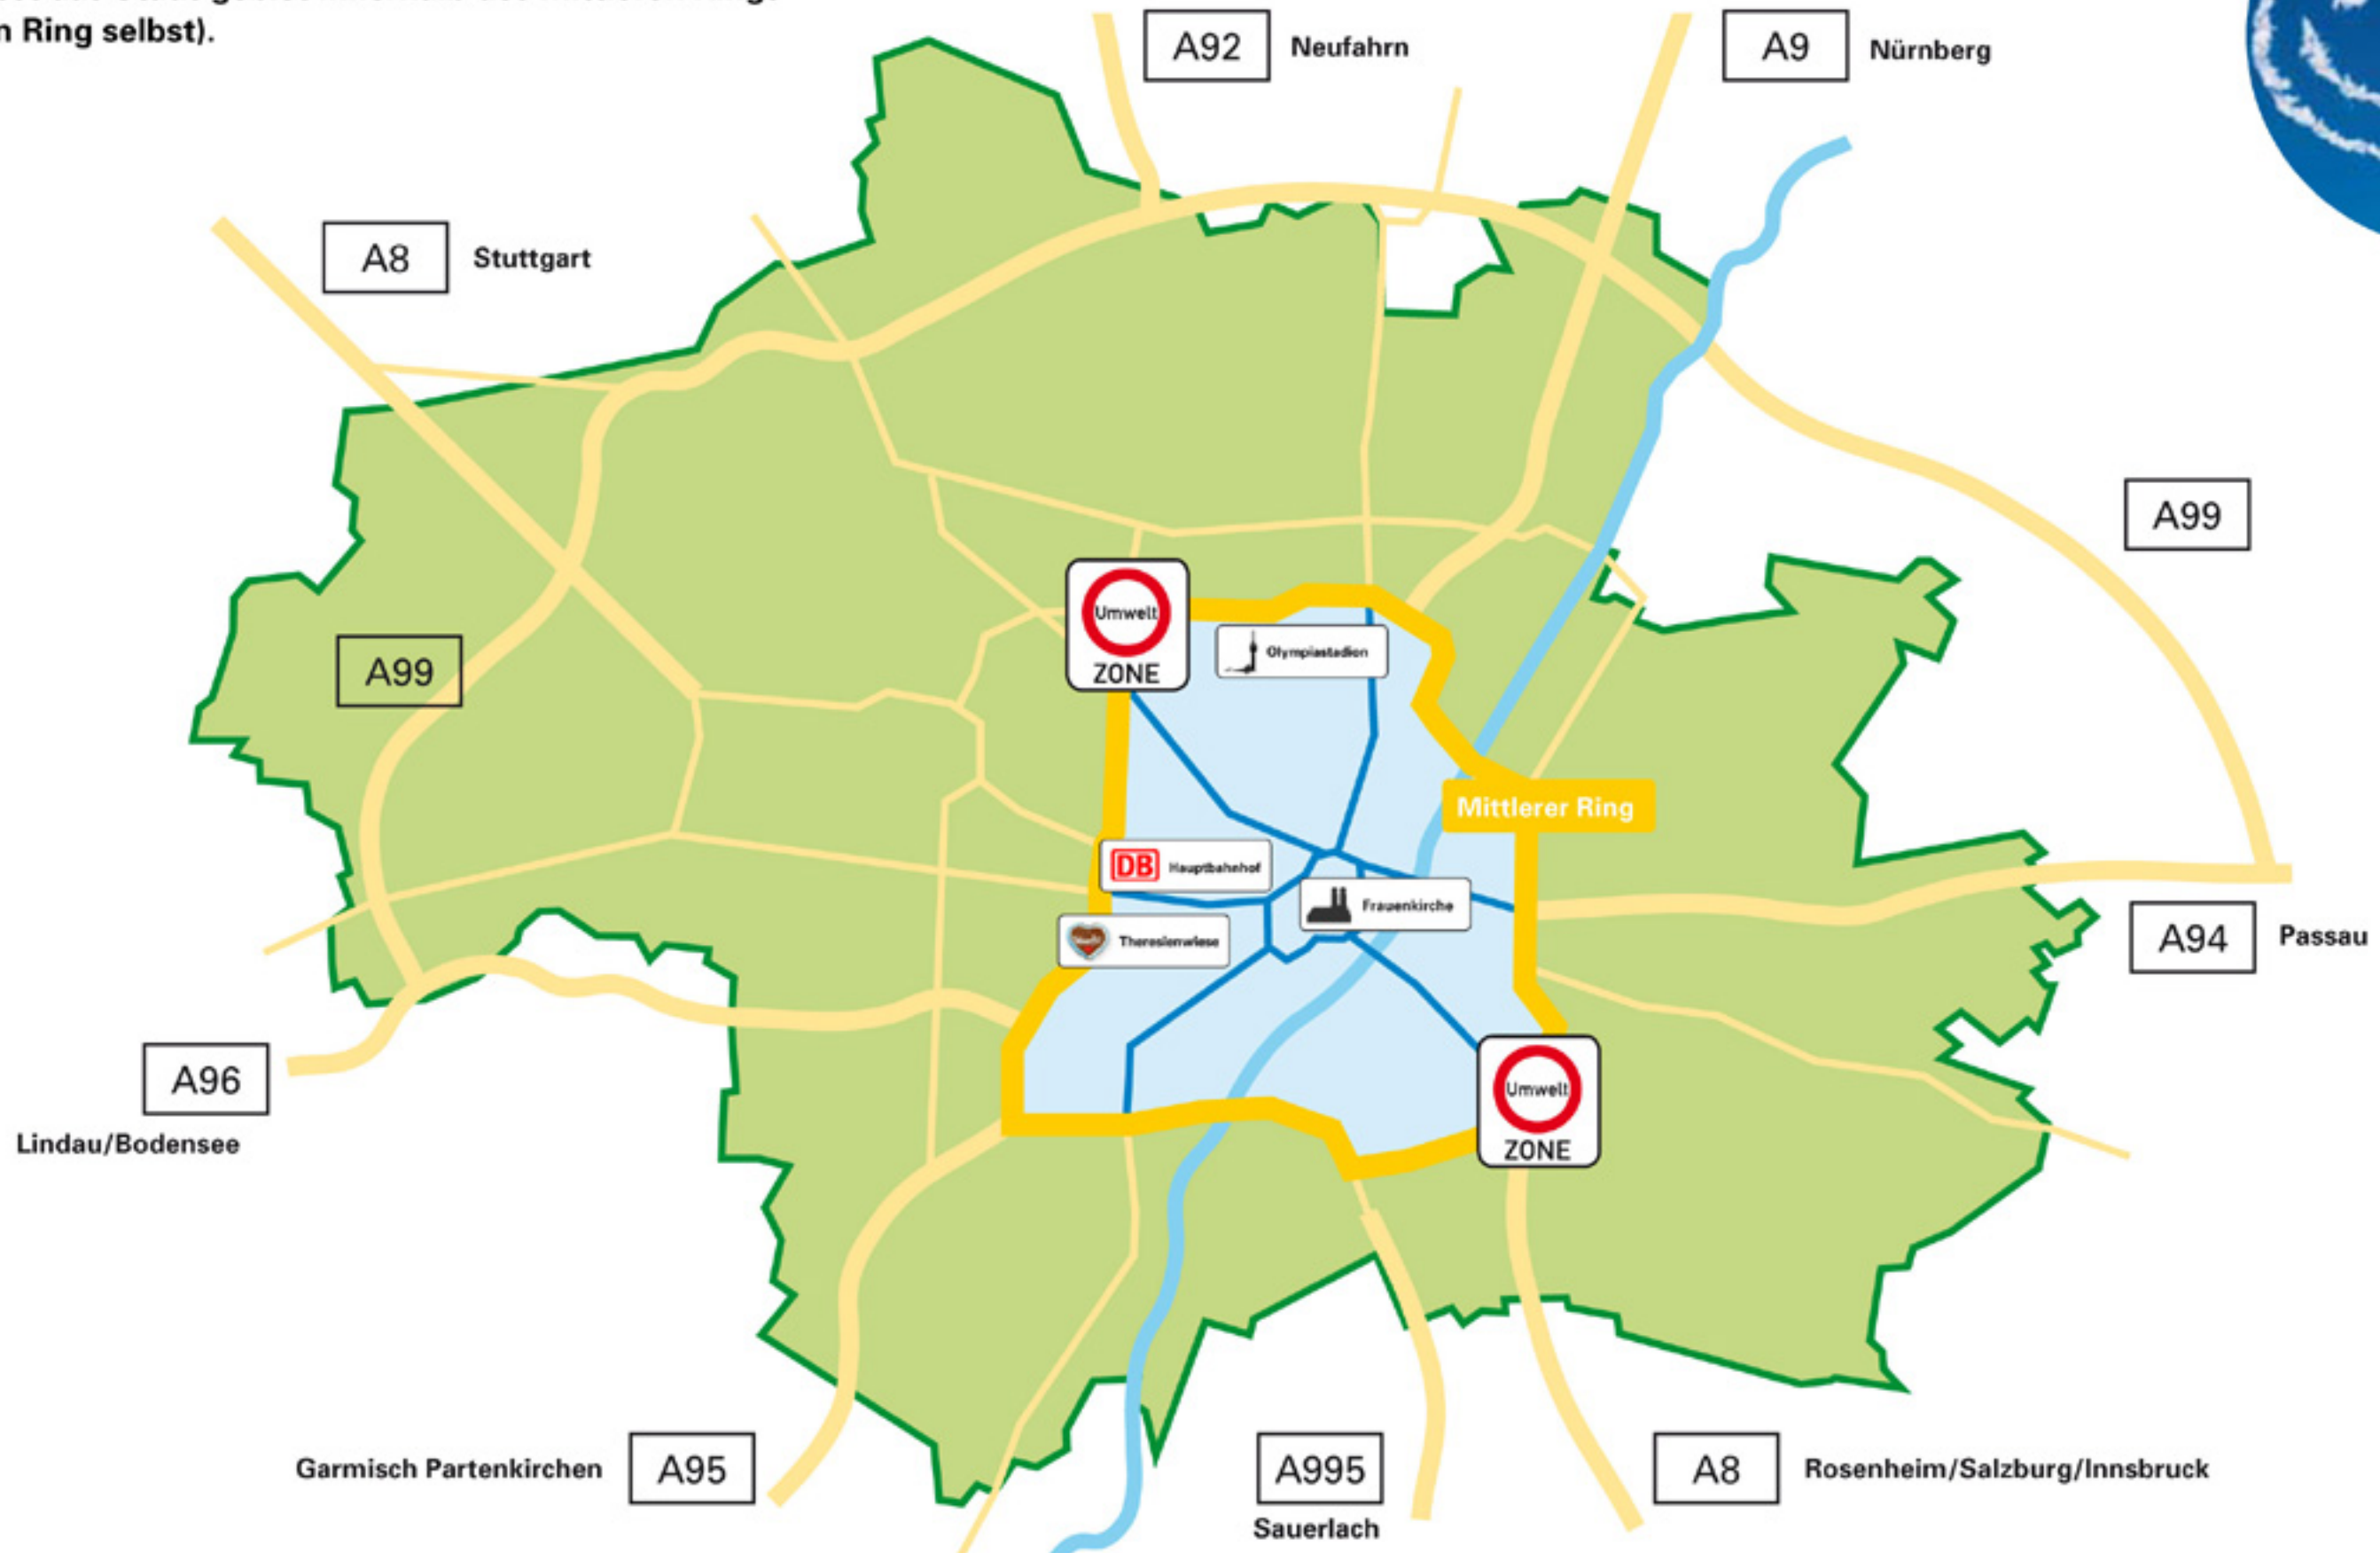 n Ring selbst).
A92 Neufahrn
A9 Nürnberg
A8 Stuttgart
A99
A99
Umwelt
ZONE
Olympiastadion
Mittlerer Ring
DB Hauptbahnhof
Frauenkirche
Theresienwiese
A94 Passau
A96
Lindau/Bodensee
Umwelt
ZONE
Garmisch Partenkirchen A95
A995
Sauerlach
A8 Rosenheim/Salzburg/Innsbruck